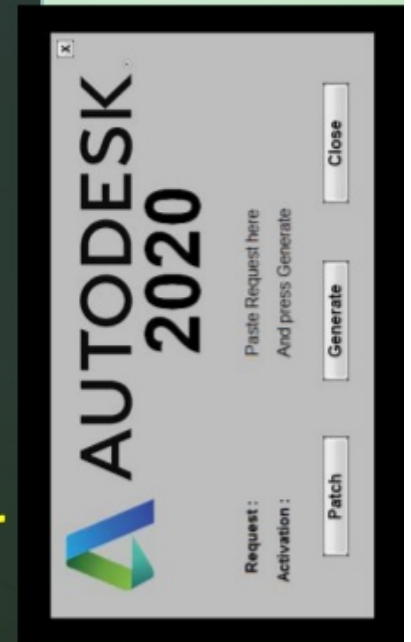 x
AUTODESK.
2020
Request : Paste Request here
Activation : And press Generate
Patch Generate Close